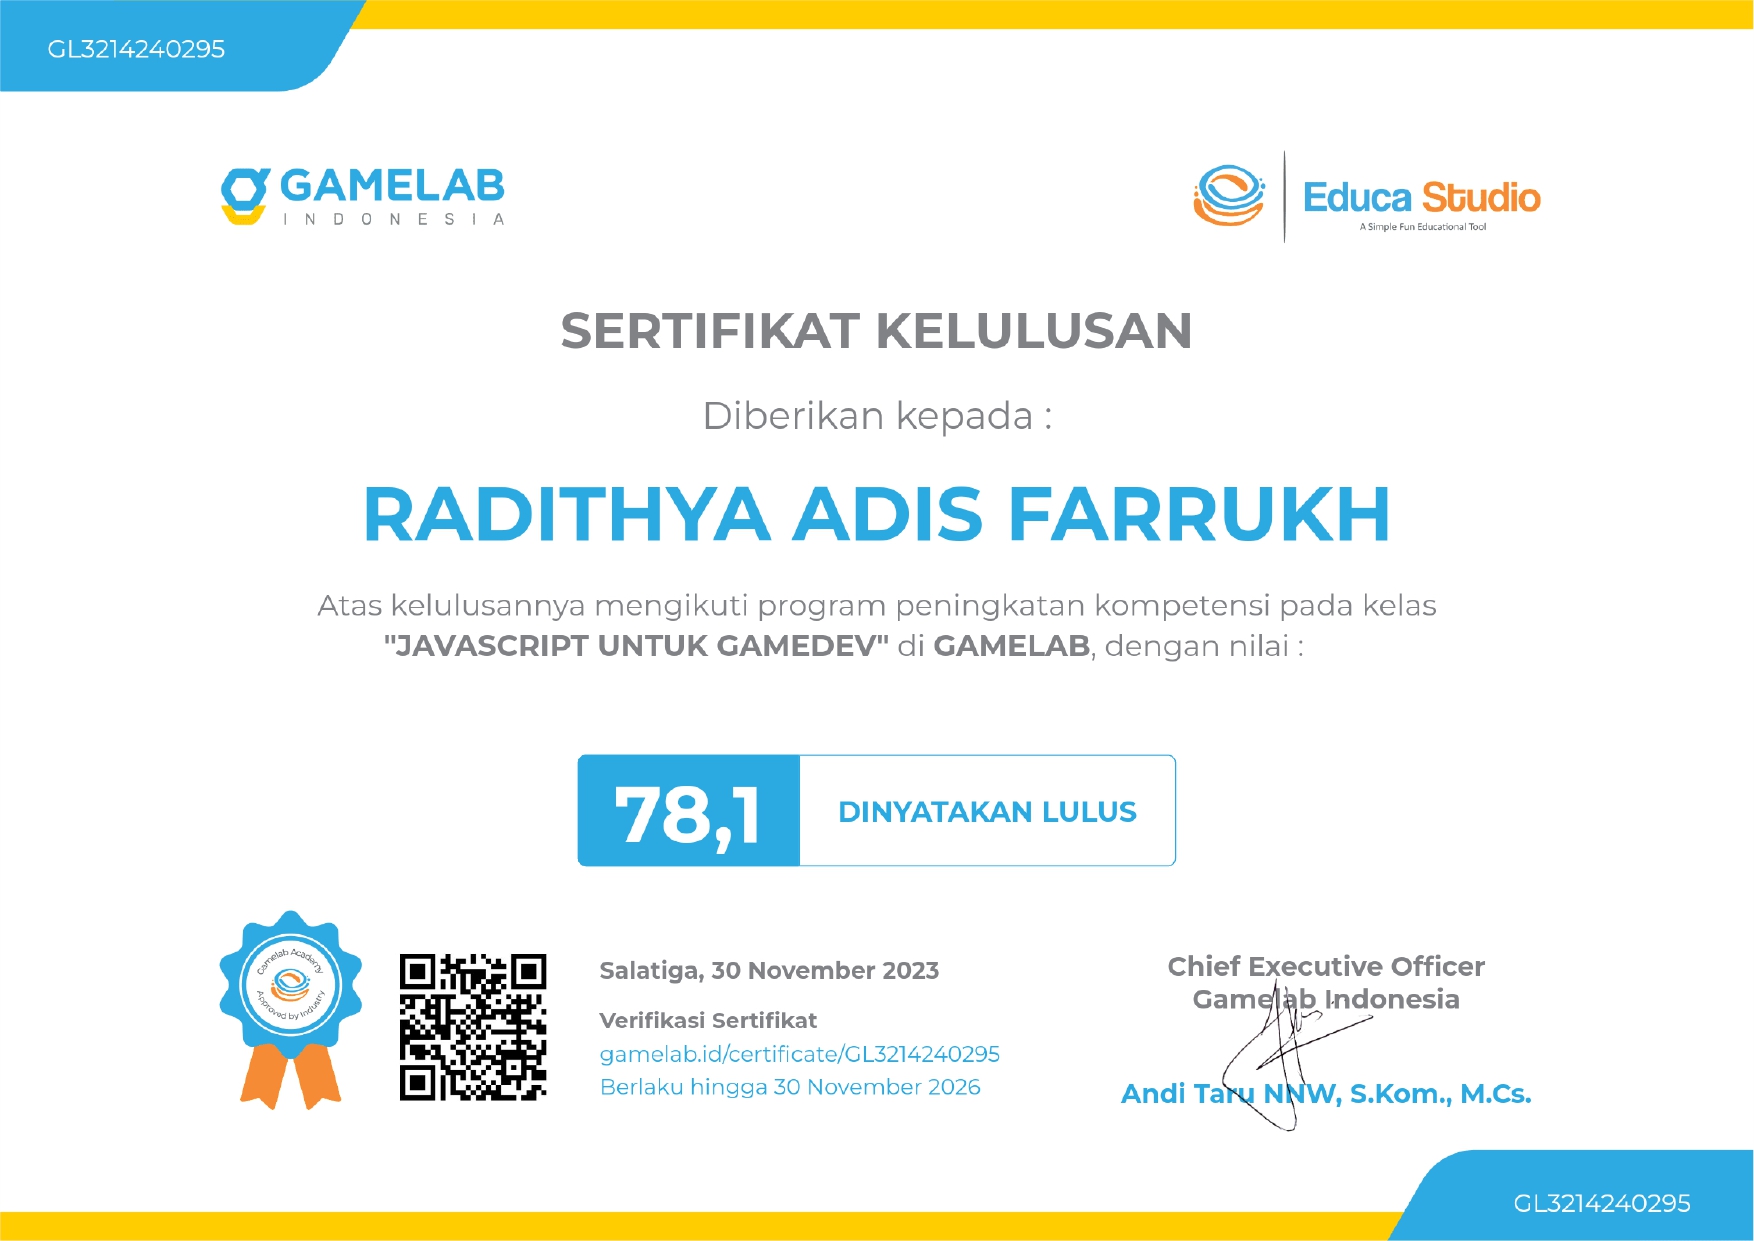 GL3214240295
GAMELAB
INDONESIA
Educa Studio
A Simple Fun Educational Tool
SERTIFIKAT KELULUSAN
Diberikan kepada :
RADITHYA ADIS FARRUKH
Atas kelulusannya mengikuti program peningkatan kompetensi pada kelas
"JAVASCRIPT UNTUK GAMEDEV" di GAMELAB, dengan nilai :
78,1
DINYATAKAN LULUS
Gamelab Academy
Approved by Industry
Salatiga, 30 November 2023
Verifikasi Sertifikat
gamelab.id/certificate/GL3214240295
Berlaku hingga 30 November 2026
Chief Executive Officer
Gamelab Indonesia
Andi Taru NNW, S.Kom., M.Cs.
GL3214240295